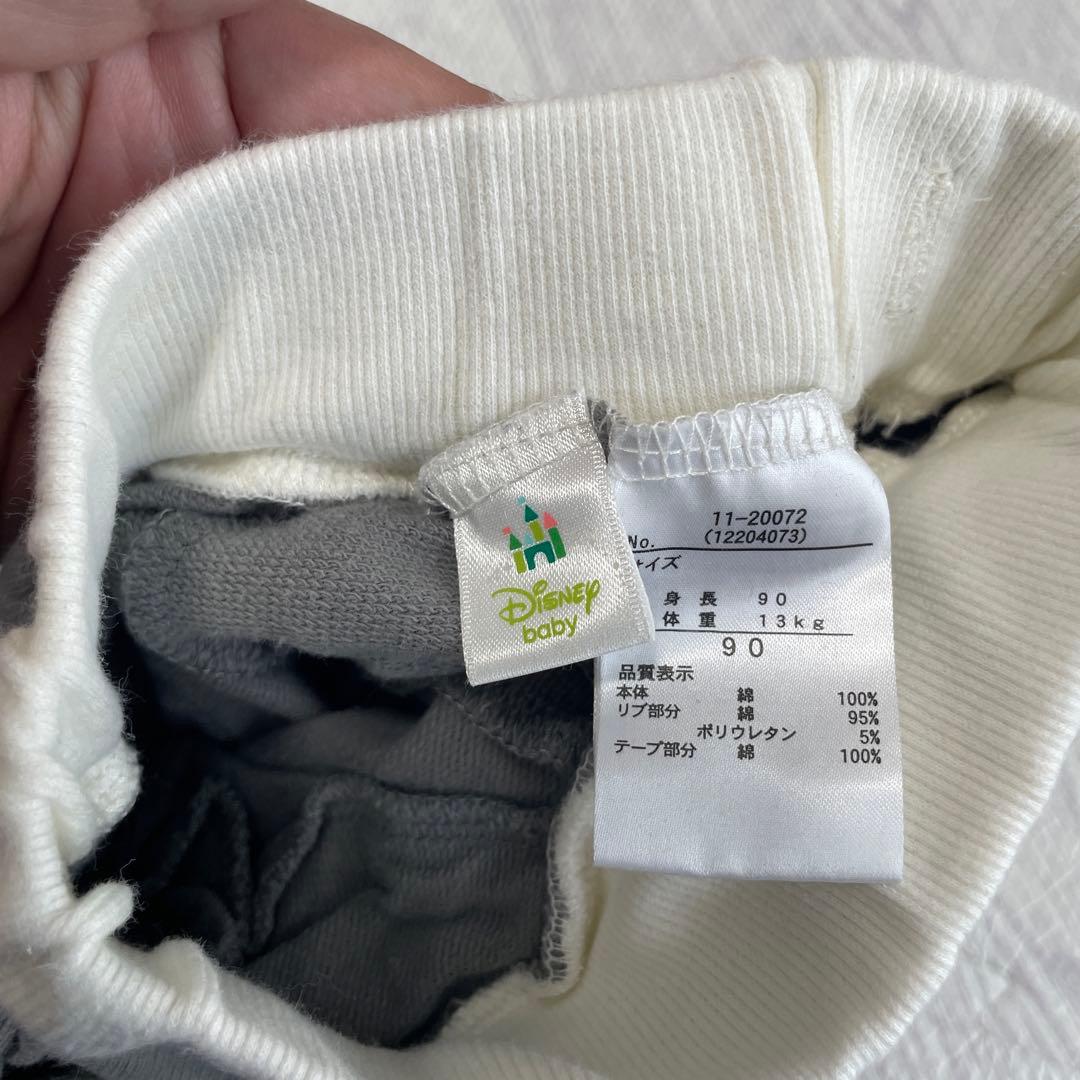 Disney
baby
11-20072
No. (12204073)
サイズ
身 長 90
体 重 13kg
90
品質表示
本体 綿 100%
リブ部分 綿 95%
ポリウレタン 5%
テープ部分 綿 100%